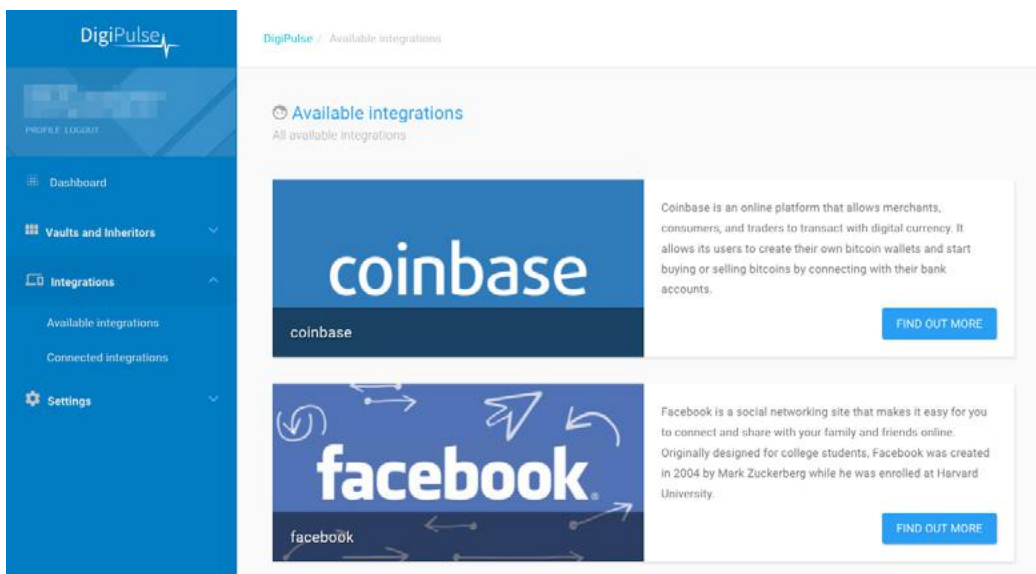 DigiPulse
DigiPulse / Available integrations
PROFILE LOGOUT
Dashboard
Vaults and Inheritors
Integrations
Available integrations
Connected integrations
Settings
Available integrations
All available integrations
coinbase
coinbase
Coinbase is an online platform that allows merchants,
consumers, and traders to transact with digital currency. It
allows its users to create their own bitcoin wallets and start
buying or selling bitcoins by connecting with their bank
accounts.
FIND OUT MORE
facebook
facebook
Facebook is a social networking site that makes it easy for you
to connect and share with your family and friends online.
Originally designed for college students, Facebook was created
in 2004 by Mark Zuckerberg while he was enrolled at Harvard
University.
FIND OUT MORE